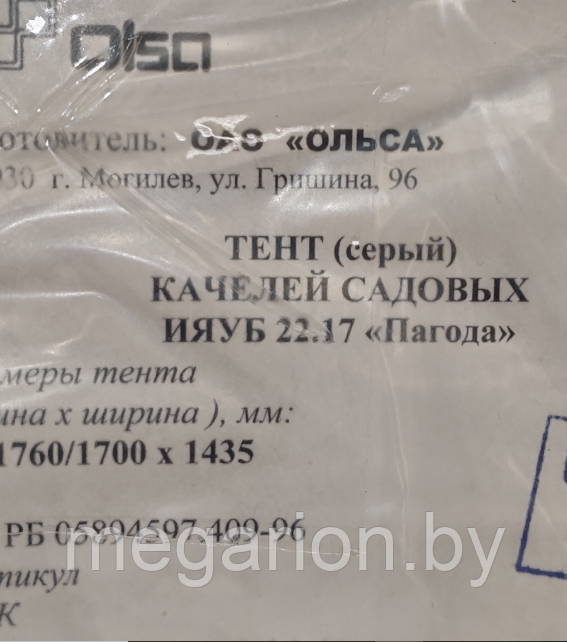 Olsa
отовитель: ОАО «ОЛЬСА»
930 г. Могилев, ул. Гришина, 96
ТЕНТ (серый)
КАЧЕЛЕЙ САДОВЫХ
ИЯУБ 22.17 «Пагода»
меры тента
ина х ширина ), мм:
1760/1700 х 1435
РБ 05894597.409-96
megarion.by
тикул
К